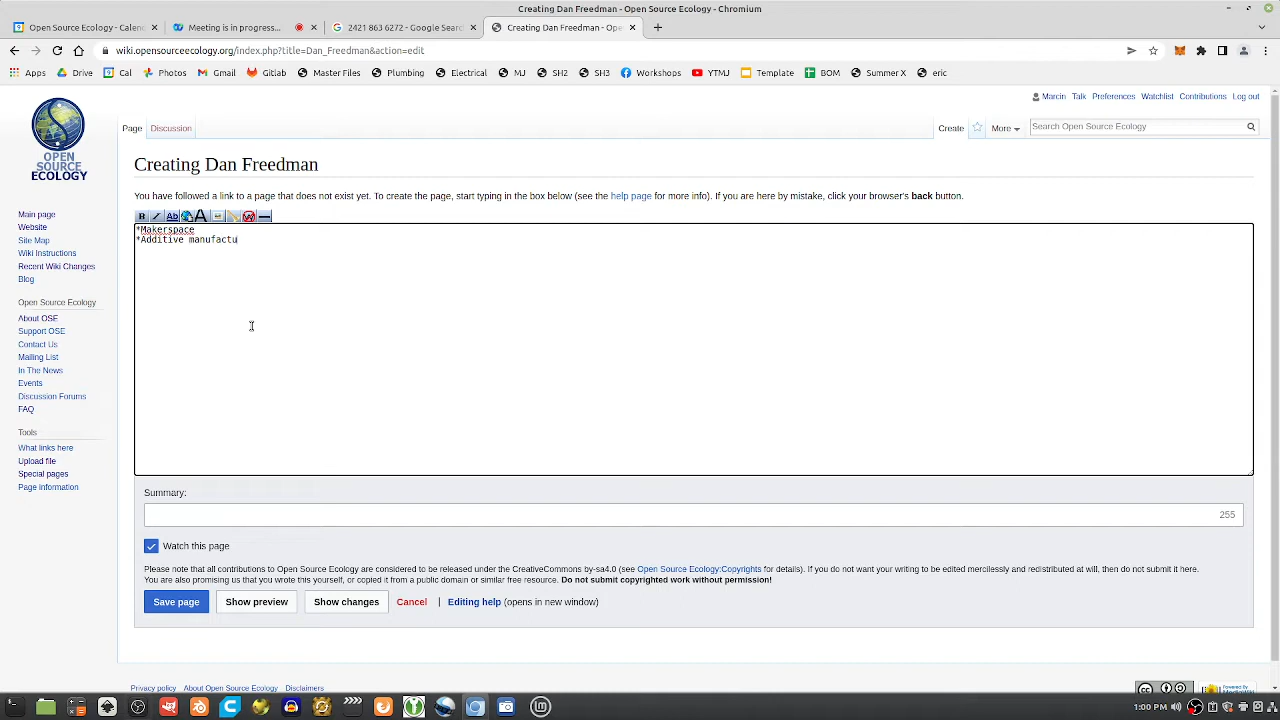 Creating Dan Freedman - Open Source Ecology - Chromium
Open Source Ecology - Calend
Meeting is in progress...
2421 863 6272 - Google Search
Creating Dan Freedman - Ope
wiki.opensourceecology.org/index.php?title=Dan_Freedman&action=edit
Apps Drive Cal Photos Gmail Gitlab Master Files Plumbing Electrical MJ SH2 SH3 Workshops YTMJ Template BOM Summer X eric
Marcin Talk Preferences Watchlist Contributions Log out
Page Discussion Create More Search Open Source Ecology
OPEN
SOURCE
ECOLOGY
Creating Dan Freedman
You have followed a link to a page that does not exist yet. To create the page, start typing in the box below (see the help page for more info). If you are here by mistake, click your browser's back button.
B Ab A
*Makerspace
*Additive manufactu
Main page
Website
Site Map
Wiki Instructions
Recent Wiki Changes
Blog
Open Source Ecology
About OSE
Support OSE
Contact Us
Mailing List
In The News
Events
Discussion Forums
FAQ
Tools
What links here
Upload file
Special pages
Page information
Summary:
255
Watch this page
Please note that all contributions to Open Source Ecology are considered to be released under the CreativeCommons by-sa4.0 (see Open Source Ecology:Copyrights for details). If you do not want your writing to be edited mercilessly and redistributed at will, then do not submit it here.
You are also promising us that you wrote this yourself, or copied it from a public domain or similar free resource. Do not submit copyrighted work without permission!
Save page Show preview Show changes Cancel | Editing help (opens in new window)
Privacy policy About Open Source Ecology Disclaimers
1:00 PM